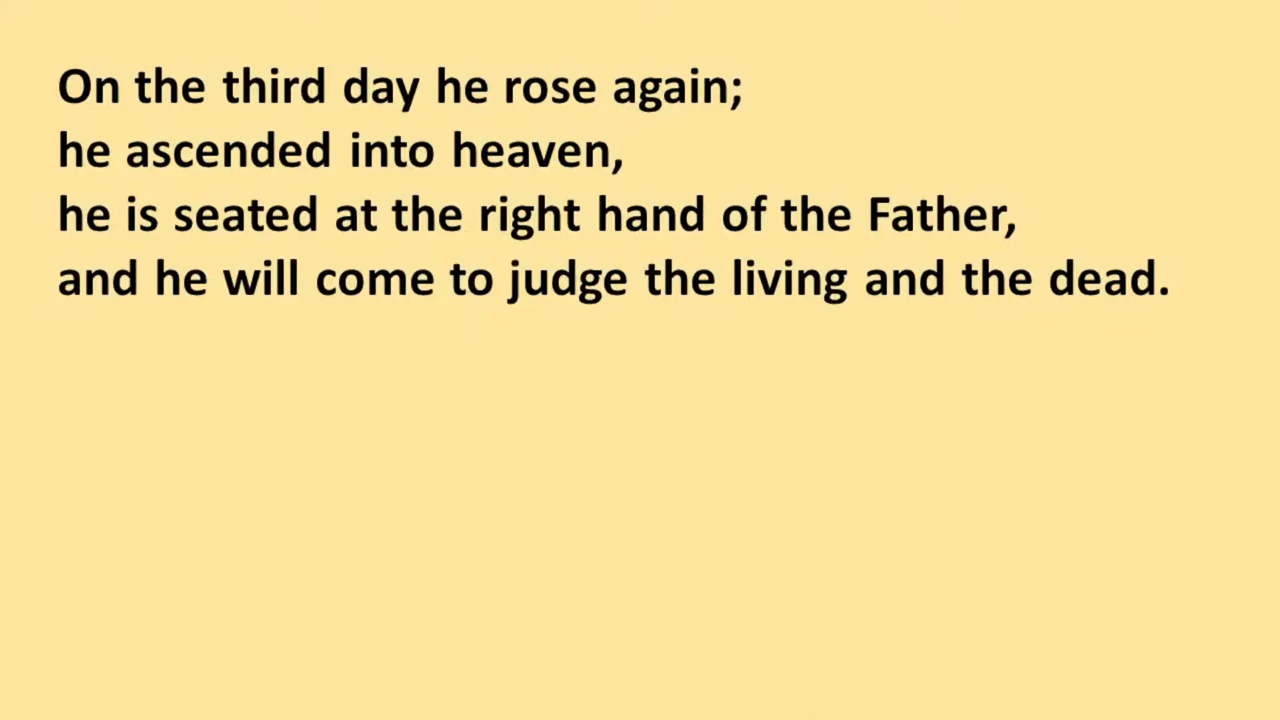 On the third day he rose again;
he ascended into heaven,
he is seated at the right hand of the Father,
and he will come to judge the living and the dead.